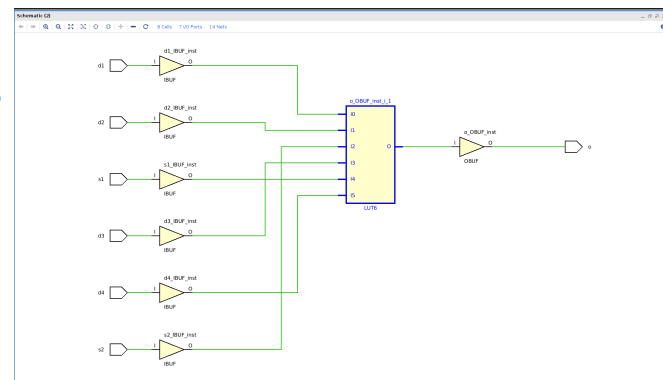 Schematic (2)
8 Cells 7 I/O Ports 14 Nets
d1_IBUF_inst
d1 I O
IBUF
d2_IBUF_inst
d2 I O
IBUF
s1_IBUF_inst
s1 I O
IBUF
d3_IBUF_inst
d3 I O
IBUF
d4_IBUF_inst
d4 I O
IBUF
s2_IBUF_inst
s2 I O
IBUF
o_OBUF_inst_i_1
I0
I1
I2 O
I3
I4
I5
LUT6
o_OBUF_inst
I O o
OBUF